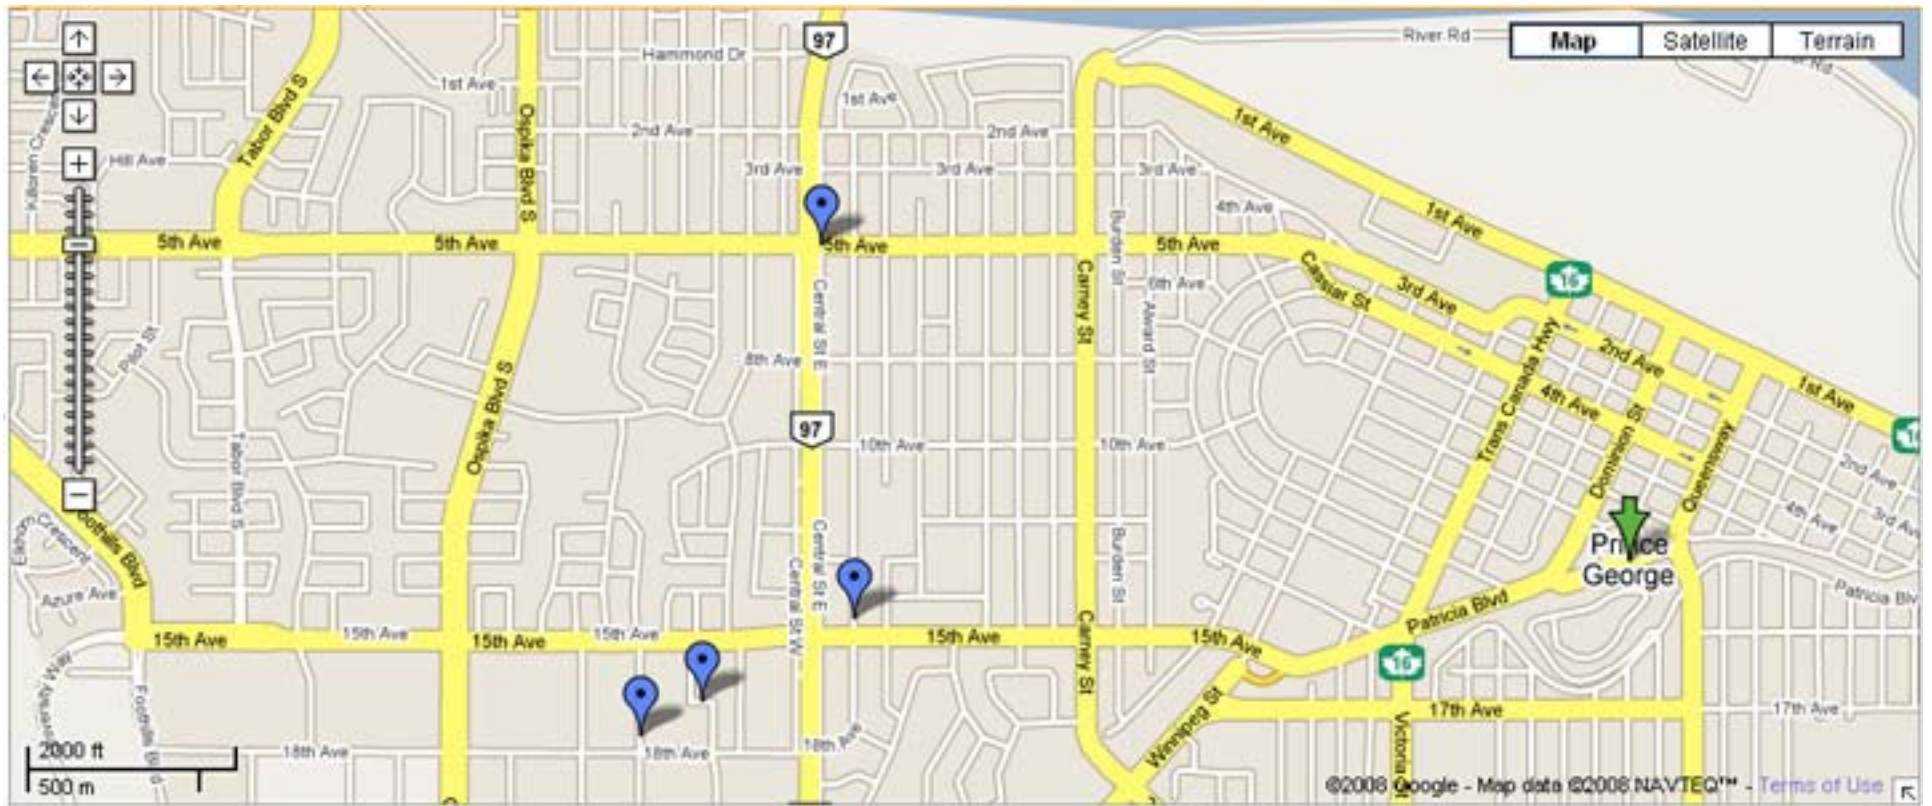 97
River Rd
Map
Satellite
Terrain
Hammond Dr
1st Ave
1st Ave
Tabor Blvd S
Ospika Blvd S
1st Ave
2nd Ave
2nd Ave
Hill Ave
3rd Ave
3rd Ave
3rd Ave
4th Ave
1st Ave
5th Ave
5th Ave
5th Ave
5th Ave
Burden St
Cassiar St
3rd Ave
16
6th Ave
Central St E
Carney St
Alward St
Pilot St
8th Ave
Trans Canada Hwy
2nd Ave
4th Ave
1st Ave
Ospika Blvd S
97
10th Ave
10th Ave
Dominion St
Queensway
2nd Ave
Tabor Blvd S
4th Ave
3rd Ave
Foothills Blvd
Elkhorn Crescent
Central St E
Central St W
Burden St
Prince
George
Azure Ave
Patricia Blvd
Patricia Blv
15th Ave
15th Ave
15th Ave
15th Ave
15th Ave
15th Ave
Carney St
16
Foothills Blvd
Winnipeg St
17th Ave
17th Ave
Victoria St
2000 ft
18th Ave
18th Ave
18th Ave
500 m
©2008 Google - Map data ©2008 NAVTEQ™ - Terms of Use